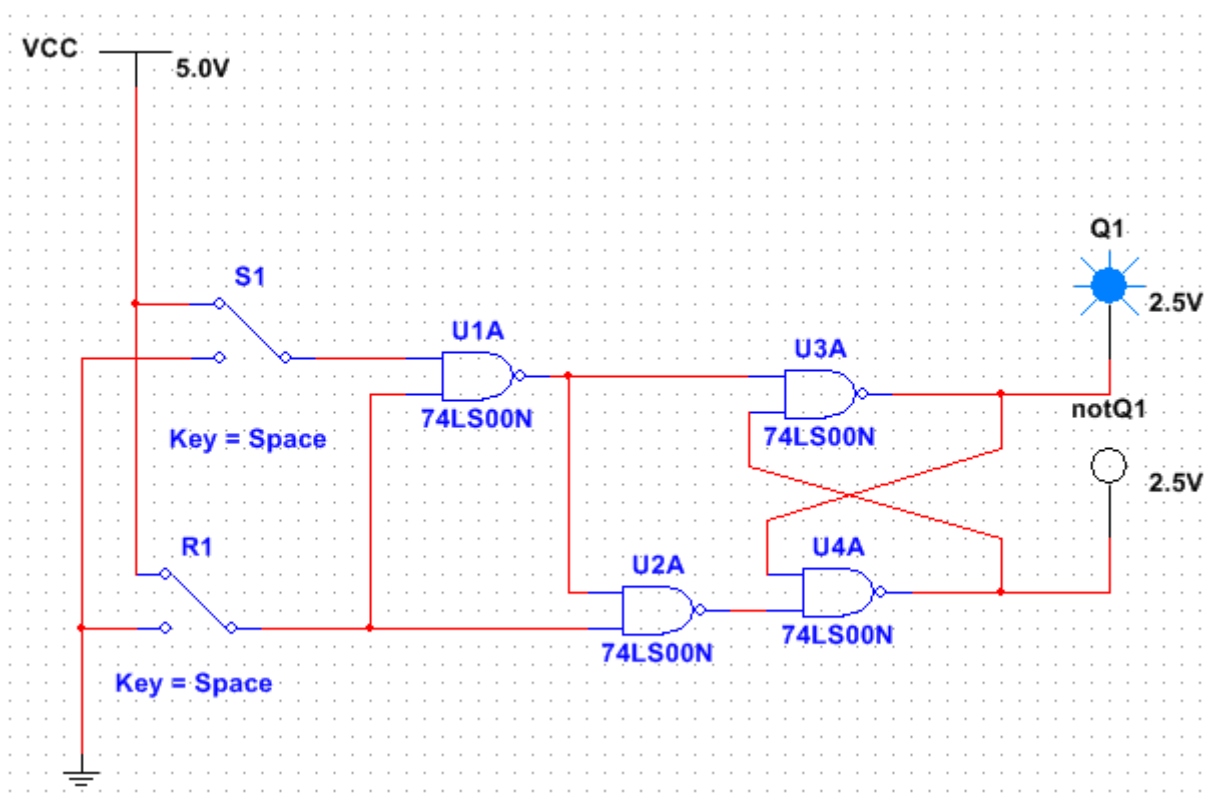 VCC
5.0V
Q1
2.5V
S1
U1A
74LS00N
U3A
74LS00N
notQ1
2.5V
Key = Space
R1
U2A
74LS00N
U4A
74LS00N
Key = Space